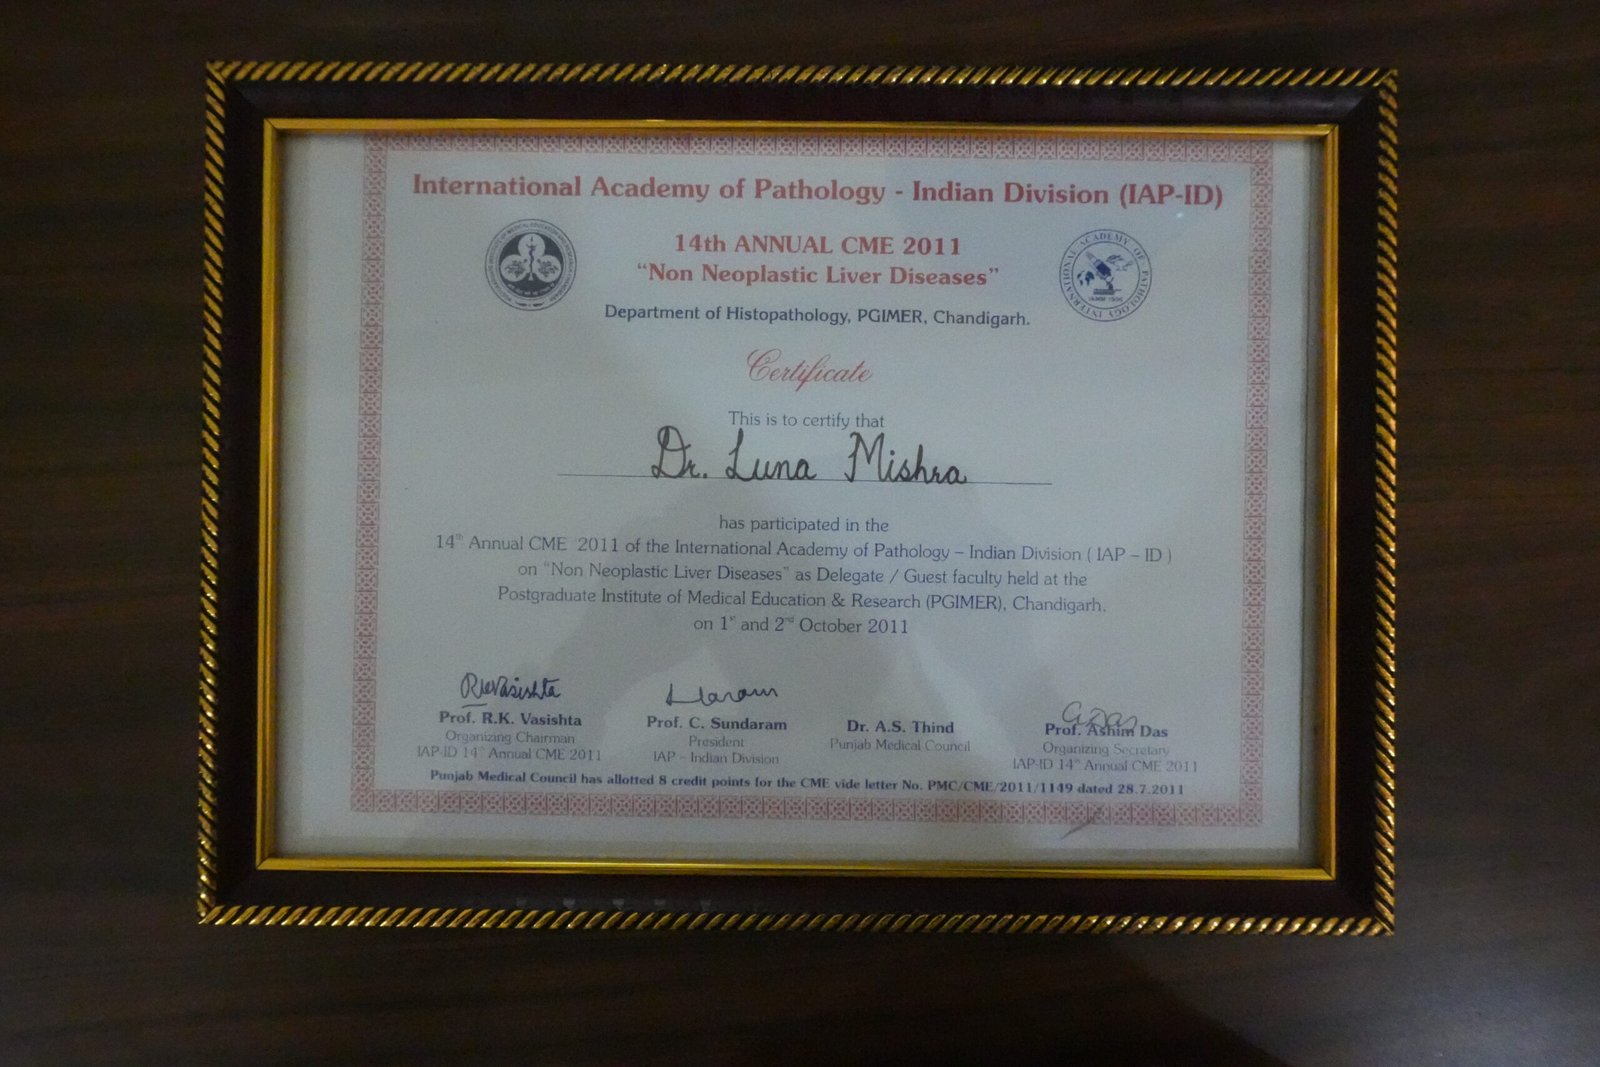 International Academy of Pathology - Indian Division (IAP-ID)
14th ANNUAL CME 2011
“Non Neoplastic Liver Diseases”
Department of Histopathology, PGIMER, Chandigarh.
INTERNATIONAL ACADEMY OF PATHOLOGY
Certificate
This is to certify that
Dr. Luna Mishra
has participated in the
14th Annual CME 2011 of the International Academy of Pathology – Indian Division ( IAP – ID )
on “Non Neoplastic Liver Diseases” as Delegate / Guest faculty held at the
Postgraduate Institute of Medical Education & Research (PGIMER), Chandigarh.
on 1st and 2nd October 2011
RKVasishta
Prof. R.K. Vasishta
Organizing Chairman
IAP-ID 14th Annual CME 2011
Prof. C. Sundaram
President
IAP – Indian Division
Dr. A.S. Thind
Punjab Medical Council
Prof. Ashim Das
Organizing Secretary
IAP-ID 14th Annual CME 2011
Punjab Medical Council has allotted 8 credit points for the CME vide letter No. PMC/CME/2011/1149 dated 28.7.2011